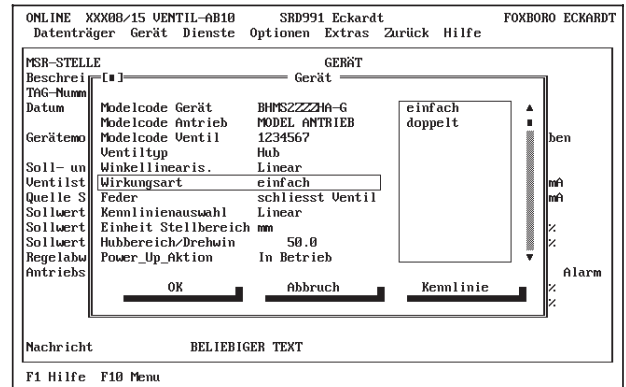 ONLINE XXX08/15 VENTIL-AB10 SRD991 Eckardt FOXBORO ECKARDT
Datenträger Gerät Dienste Optionen Extras Zurück Hilfe
MSR-STELLE GERÄT
Beschrei [■] Gerät
TAG-Numm
Datum Modelcode Gerät BHMS2ZZZHA-G einfach
Modelcode Antrieb MODEL ANTRIEB doppelt
Gerätemo Modelcode Ventil 1234567 ben
Ventiltyp Hub
Soll- un Winkellinearis. Linear
Ventilst Wirkungsart einfach mA
Quelle S Feder schliesst Ventil mA
Sollwert Kennlinienauswahl Linear
Sollwert Einheit Stellbereich mm %
Sollwert Hubbereich/Drehwin 50.0 %
Regelabw Power_Up_Aktion In Betrieb
Antriebs Alarm
OK Abbruch Kennlinie %
%
Nachricht BELIEBIGER TEXT
F1 Hilfe F10 Menu